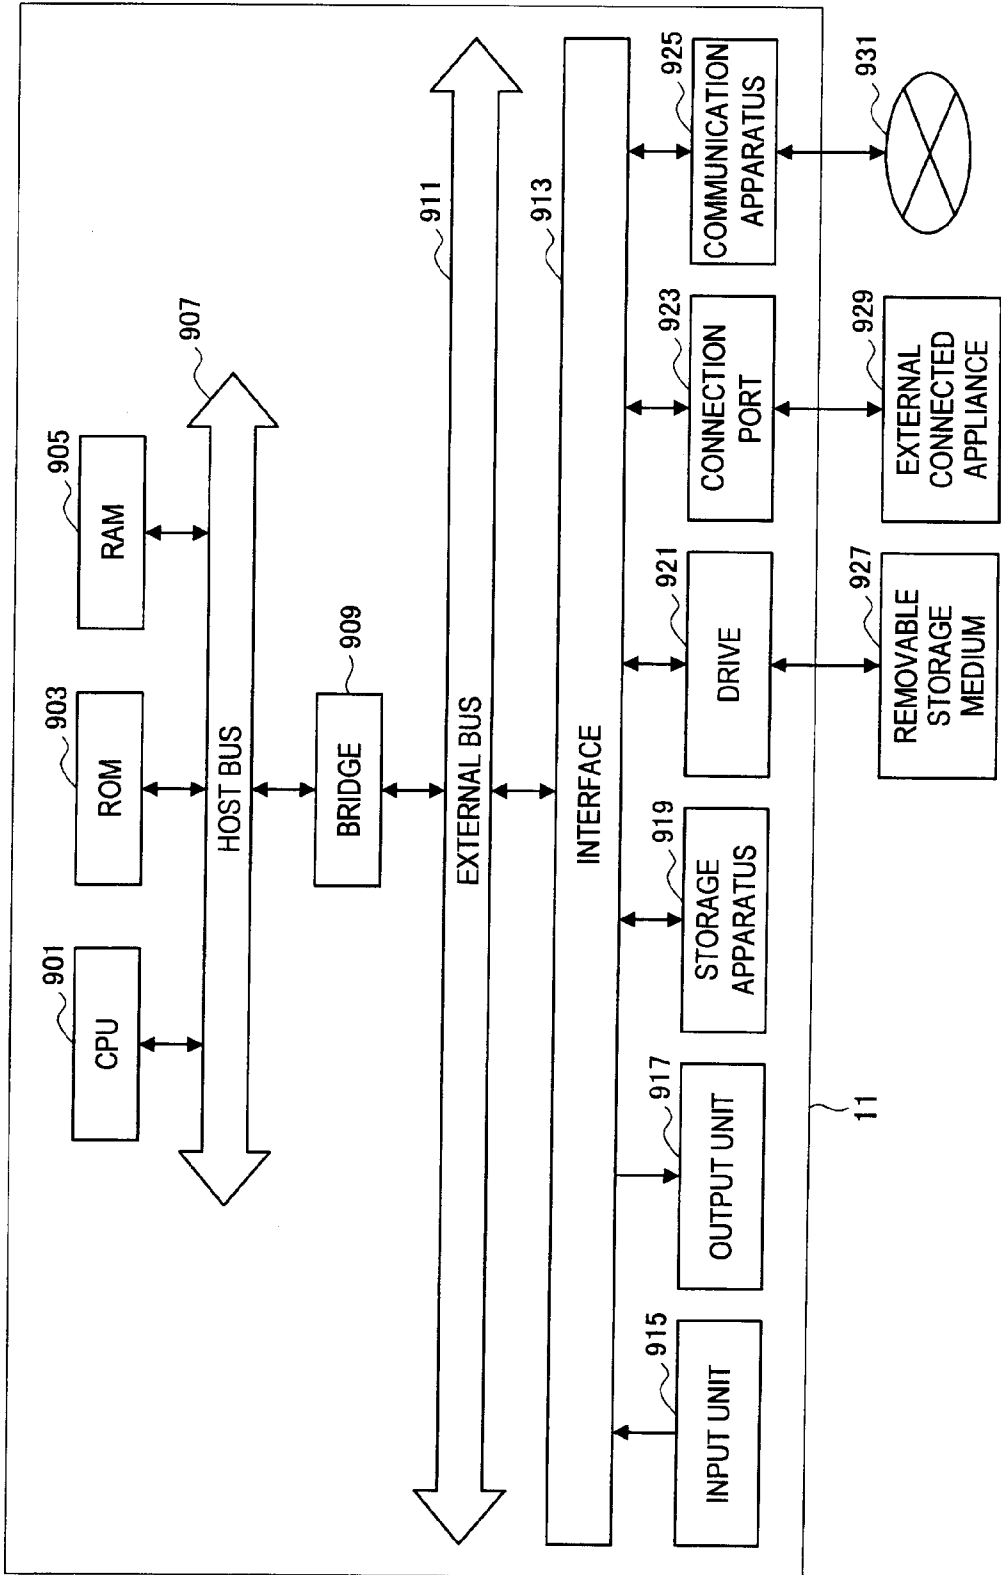 901
CPU
903
ROM
905
RAM
907
HOST BUS
909
BRIDGE
911
EXTERNAL BUS
913
INTERFACE
915
INPUT UNIT
917
OUTPUT UNIT
919
STORAGE
APPARATUS
921
DRIVE
923
CONNECTION
PORT
925
COMMUNICATION
APPARATUS
11
927
REMOVABLE
STORAGE
MEDIUM
929
EXTERNAL
CONNECTED
APPLIANCE
931